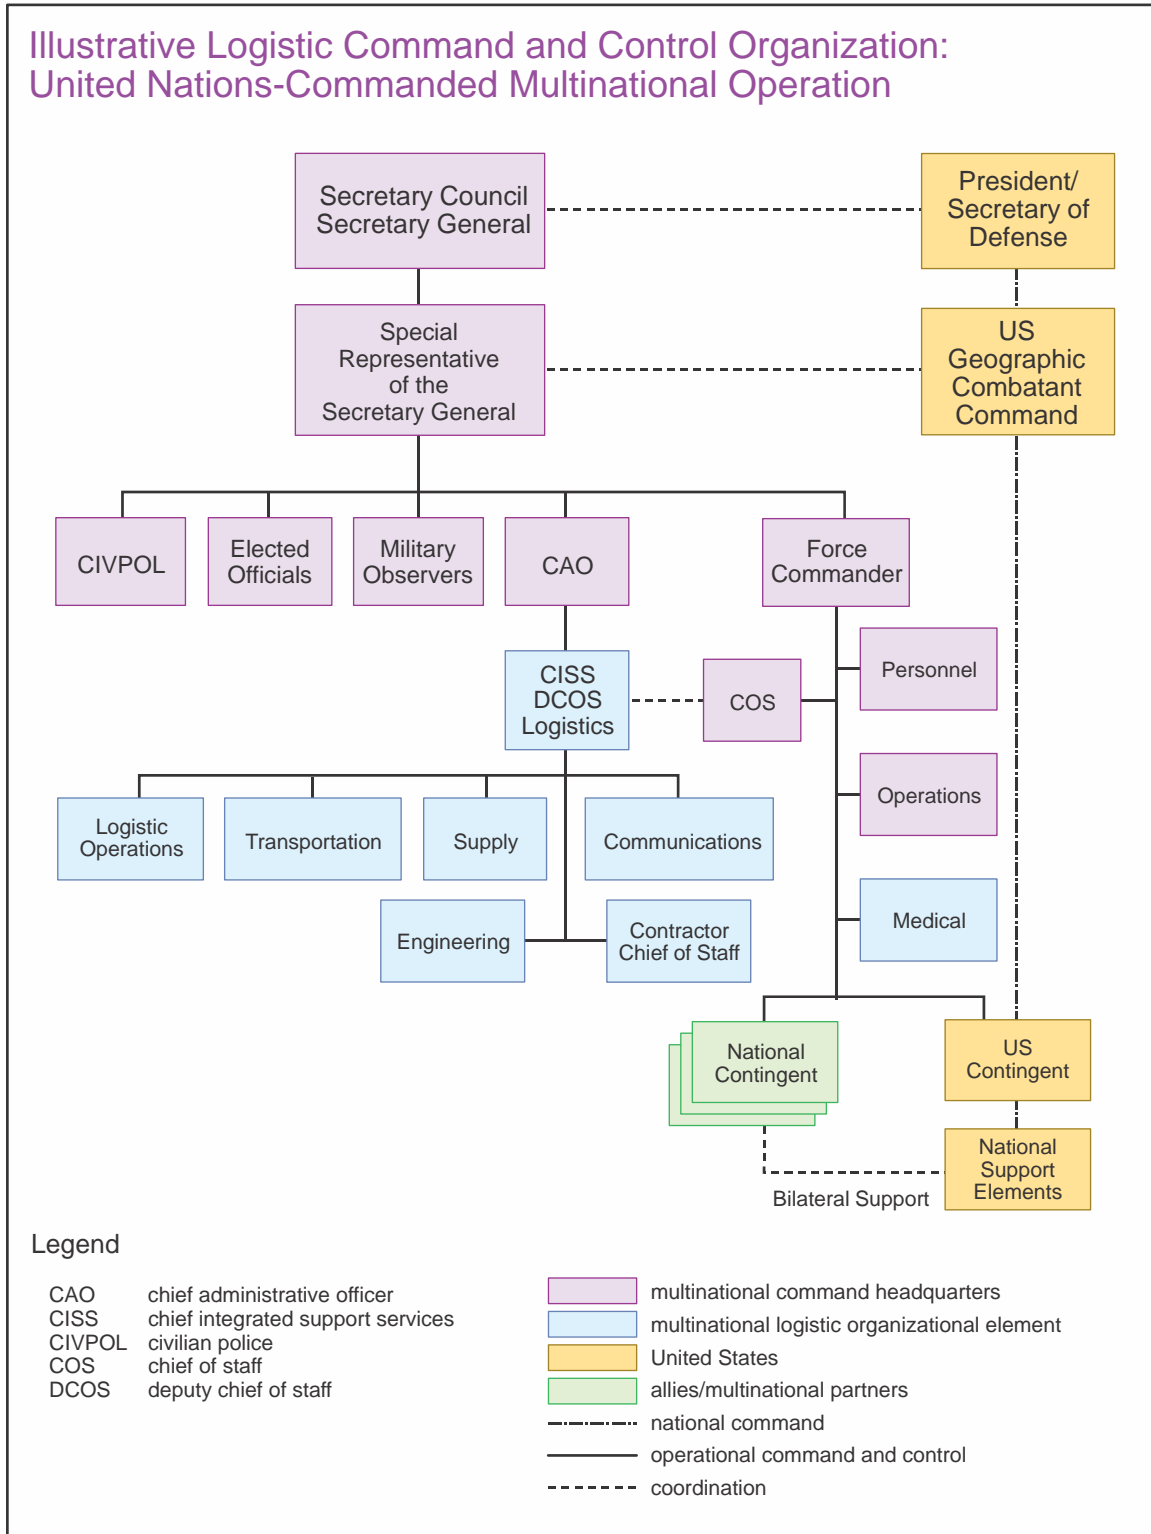 Illustrative Logistic Command and Control Organization:
United Nations-Commanded Multinational Operation
Secretary Council
Secretary General
President/
Secretary of
Defense
Special
Representative
of the
Secretary General
US
Geographic
Combatant
Command
CIVPOL
Elected
Officials
Military
Observers
CAO
Force
Commander
Personnel
CISS
DCOS
Logistics
COS
Operations
Logistic
Operations
Transportation
Supply
Communications
Medical
Engineering
Contractor
Chief of Staff
National
Contingent
US
Contingent
National
Support
Elements
Bilateral Support
Legend
CAO chief administrative officer
CISS chief integrated support services
CIVPOL civilian police
COS chief of staff
DCOS deputy chief of staff
multinational command headquarters
multinational logistic organizational element
United States
allies/multinational partners
national command
operational command and control
coordination